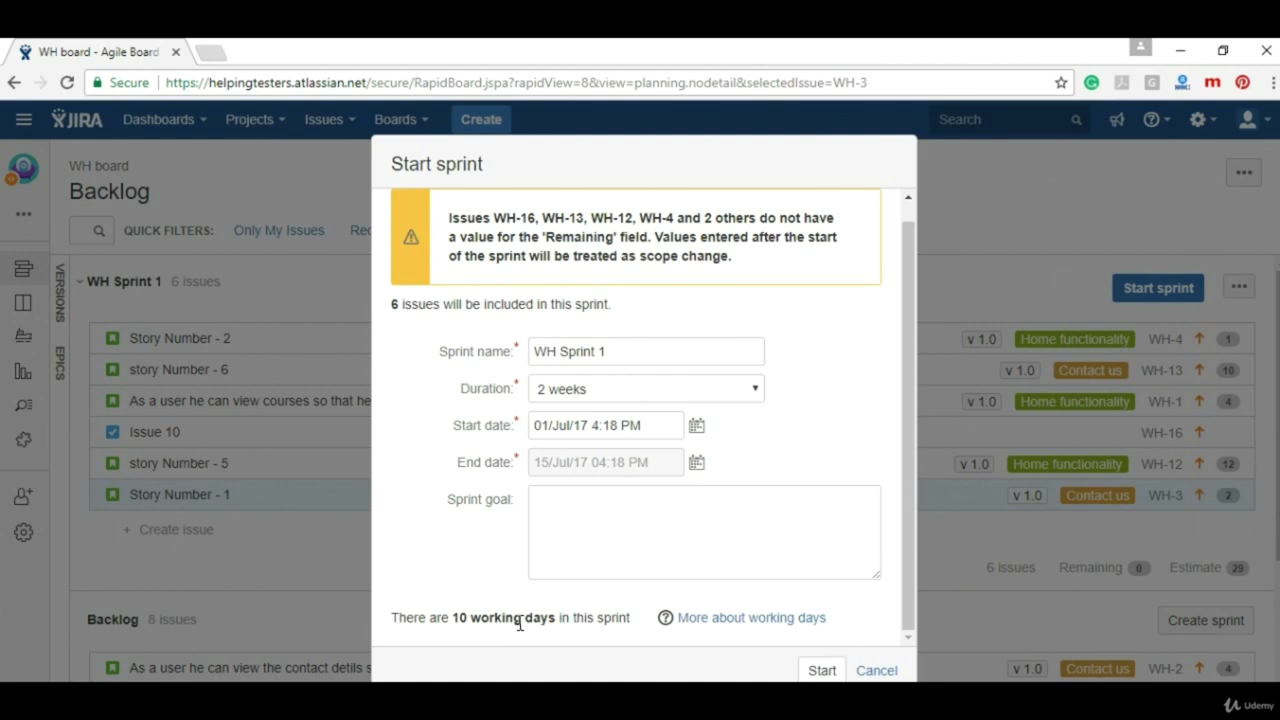 WH board - Agile Board
Secure https://helpingtesters.atlassian.net/secure/RapidBoard.jspa?rapidView=8&view=planning.nodetail&selectedIssue=WH-3
JIRA Dashboards Projects Issues Boards Create Search
WH board
Backlog
QUICK FILTERS: Only My Issues Rec
VERSIONS
EPICS
WH Sprint 1 6 issues
Start sprint
Story Number - 2 v 1.0 Home functionality WH-4 1
story Number - 6 v 1.0 Contact us WH-13 10
As a user he can view courses so that he v 1.0 Home functionality WH-1 4
Issue 10 WH-16
story Number - 5 v 1.0 Home functionality WH-12 12
Story Number - 1 v 1.0 Contact us WH-3 2
+ Create issue
6 issues Remaining 0 Estimate 29
Backlog 8 issues Create sprint
As a user he can view the contact detils s v 1.0 Contact us WH-2 4
Start sprint
Issues WH-16, WH-13, WH-12, WH-4 and 2 others do not have
a value for the 'Remaining' field. Values entered after the start
of the sprint will be treated as scope change.
6 issues will be included in this sprint.
Sprint name:* WH Sprint 1
Duration:* 2 weeks
Start date:* 01/Jul/17 4:18 PM
End date:* 15/Jul/17 04:18 PM
Sprint goal:
There are 10 working days in this sprint More about working days
Start Cancel
Udemy